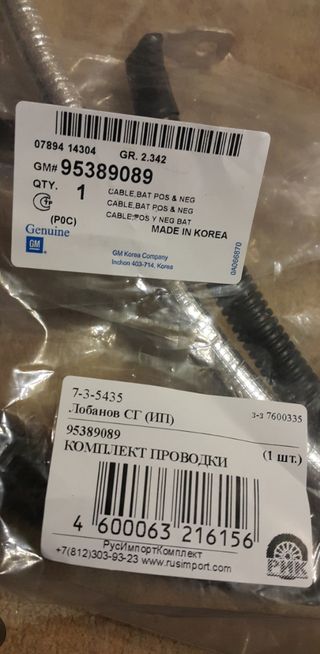 07894 14304 GR. 2.342
GM# 95389089
QTY. 1
CABLE,BAT POS & NEG
CABLE,BAT POS & NEG
CABLE;POS Y NEG BAT
(P0C) MADE IN KOREA
Genuine
GM
GM Korea Company
Inchon 403-714, Korea
0A066870
7-3-5435
Лобанов СГ (ИП) з-з 7600335
95389089
КОМПЛЕКТ ПРОВОДКИ (1 шт.)
4 600063 216156
РусИмпортКомплект
+7(812)303-93-23 www.rusimport.com
РИК